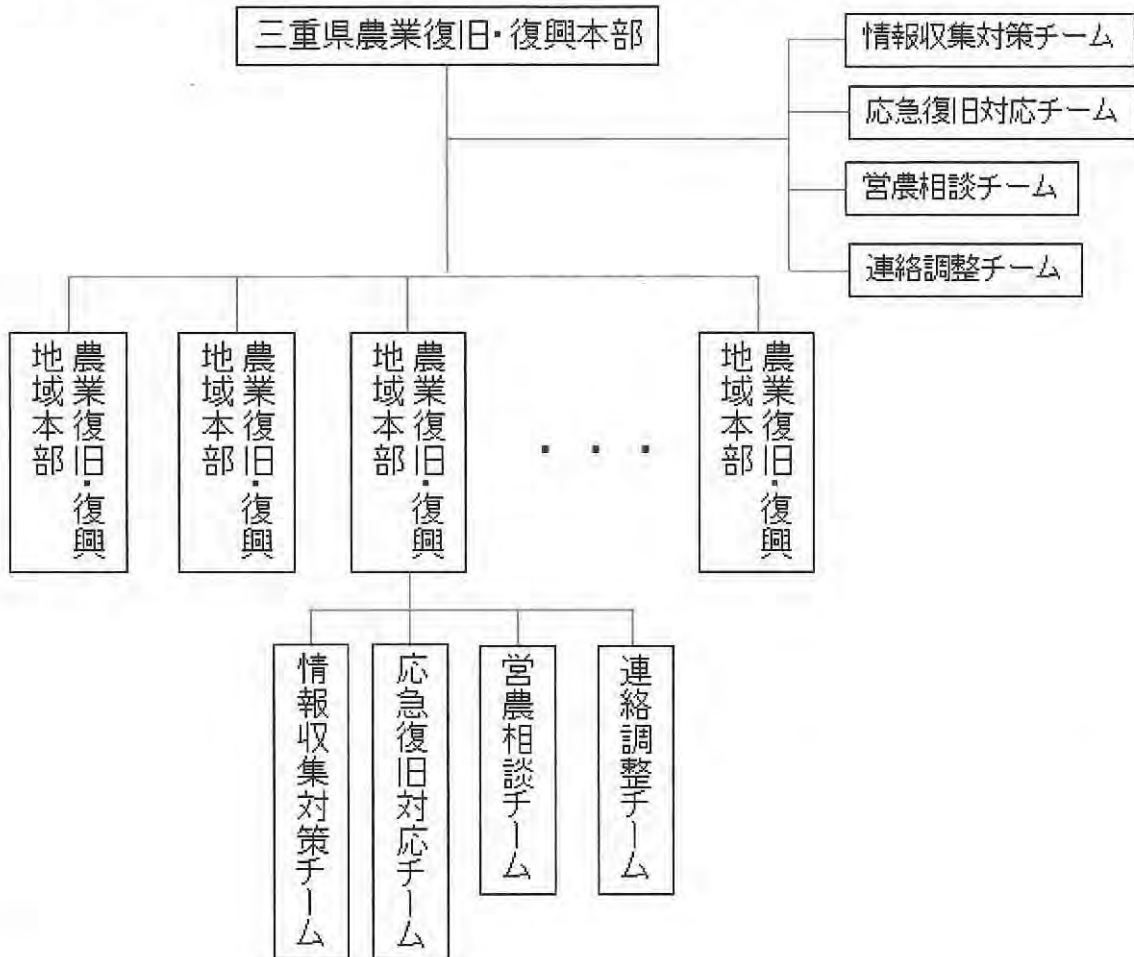 三重県農業復旧・復興本部
情報収集対策チーム
応急復旧対応チーム
営農相談チーム
連絡調整チーム
農業復旧・復興
地域本部
農業復旧・復興
地域本部
農業復旧・復興
地域本部
・・・
農業復旧・復興
地域本部
情報収集対策チーム
応急復旧対応チーム
営農相談チーム
連絡調整チーム